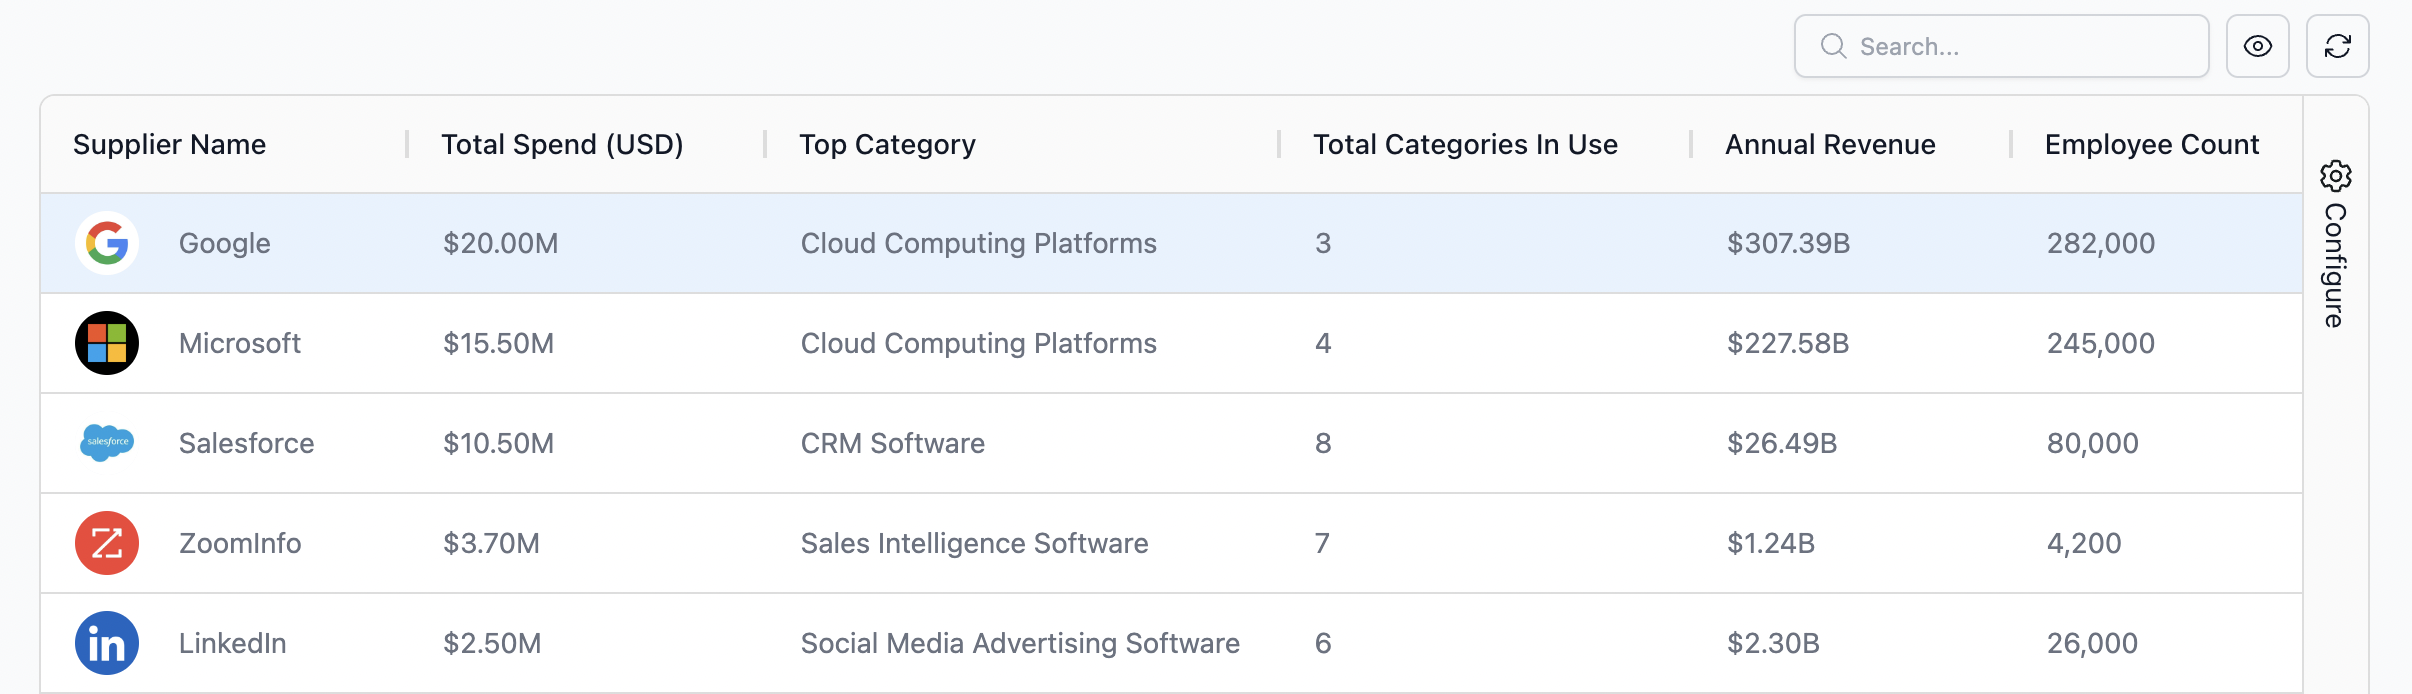 Search...
Supplier Name Total Spend (USD) Top Category Total Categories In Use Annual Revenue Employee Count
Configure
Google $20.00M Cloud Computing Platforms 3 $307.39B 282,000
Microsoft $15.50M Cloud Computing Platforms 4 $227.58B 245,000
salesforce Salesforce $10.50M CRM Software 8 $26.49B 80,000
ZoomInfo $3.70M Sales Intelligence Software 7 $1.24B 4,200
in LinkedIn $2.50M Social Media Advertising Software 6 $2.30B 26,000